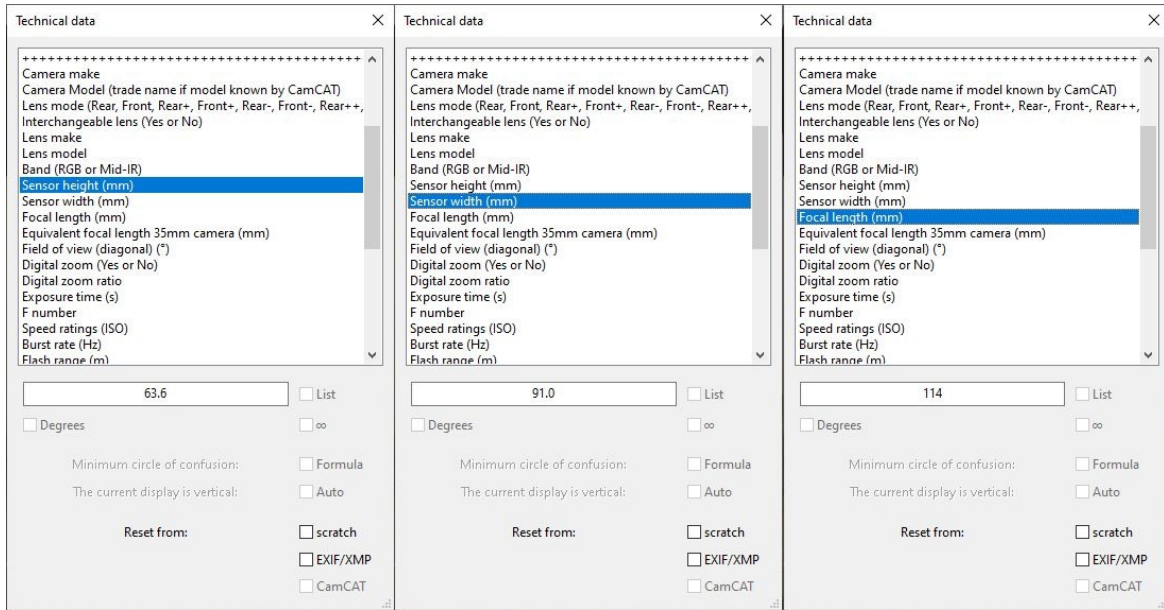 Technical data
++++++++++++++++++++++++++++++++++++++++++
Camera make
Camera Model (trade name if model known by CamCAT)
Lens mode (Rear, Front, Rear+, Front+, Rear-, Front-, Rear++,
Interchangeable lens (Yes or No)
Lens make
Lens model
Band (RGB or Mid-IR)
Sensor height (mm)
Sensor width (mm)
Focal length (mm)
Equivalent focal length 35mm camera (mm)
Field of view (diagonal) (°)
Digital zoom (Yes or No)
Digital zoom ratio
Exposure time (s)
F number
Speed ratings (ISO)
Burst rate (Hz)
Flash range (m)
63.6
List
Degrees
∞
Minimum circle of confusion:
Formula
The current display is vertical:
Auto
Reset from:
scratch
EXIF/XMP
CamCAT
Technical data
++++++++++++++++++++++++++++++++++++++++++
Camera make
Camera Model (trade name if model known by CamCAT)
Lens mode (Rear, Front, Rear+, Front+, Rear-, Front-, Rear++,
Interchangeable lens (Yes or No)
Lens make
Lens model
Band (RGB or Mid-IR)
Sensor height (mm)
Sensor width (mm)
Focal length (mm)
Equivalent focal length 35mm camera (mm)
Field of view (diagonal) (°)
Digital zoom (Yes or No)
Digital zoom ratio
Exposure time (s)
F number
Speed ratings (ISO)
Burst rate (Hz)
Flash range (m)
91.0
List
Degrees
∞
Minimum circle of confusion:
Formula
The current display is vertical:
Auto
Reset from:
scratch
EXIF/XMP
CamCAT
Technical data
++++++++++++++++++++++++++++++++++++++++++
Camera make
Camera Model (trade name if model known by CamCAT)
Lens mode (Rear, Front, Rear+, Front+, Rear-, Front-, Rear++,
Interchangeable lens (Yes or No)
Lens make
Lens model
Band (RGB or Mid-IR)
Sensor height (mm)
Sensor width (mm)
Focal length (mm)
Equivalent focal length 35mm camera (mm)
Field of view (diagonal) (°)
Digital zoom (Yes or No)
Digital zoom ratio
Exposure time (s)
F number
Speed ratings (ISO)
Burst rate (Hz)
Flash range (m)
114
List
Degrees
∞
Minimum circle of confusion:
Formula
The current display is vertical:
Auto
Reset from:
scratch
EXIF/XMP
CamCAT